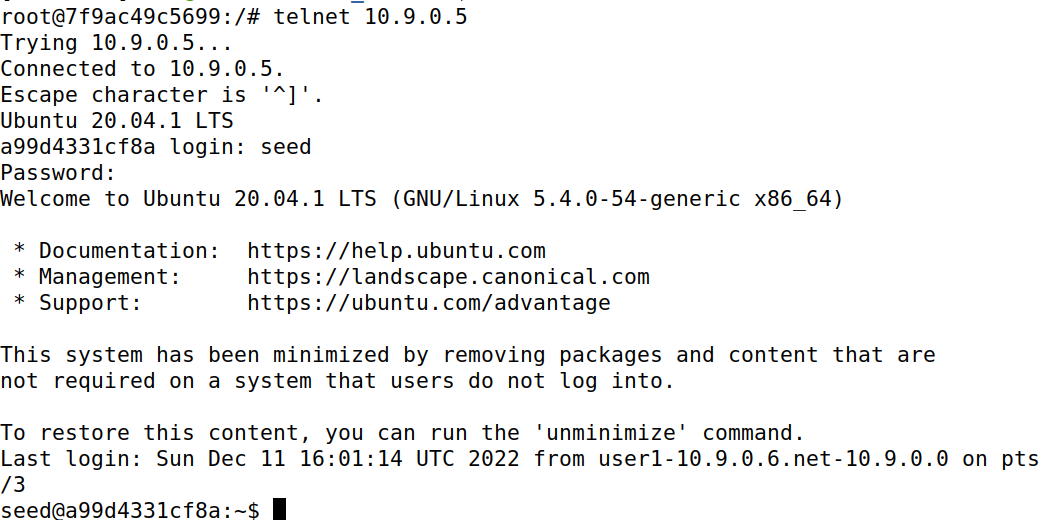 root@7f9ac49c5699:/# telnet 10.9.0.5
Trying 10.9.0.5...
Connected to 10.9.0.5.
Escape character is '^]'.
Ubuntu 20.04.1 LTS
a99d4331cf8a login: seed
Password:
Welcome to Ubuntu 20.04.1 LTS (GNU/Linux 5.4.0-54-generic x86_64)

 * Documentation:  https://help.ubuntu.com
 * Management:     https://landscape.canonical.com
 * Support:        https://ubuntu.com/advantage

This system has been minimized by removing packages and content that are
not required on a system that users do not log into.

To restore this content, you can run the 'unminimize' command.
Last login: Sun Dec 11 16:01:14 UTC 2022 from user1-10.9.0.6.net-10.9.0.0 on pts
/3
seed@a99d4331cf8a:~$